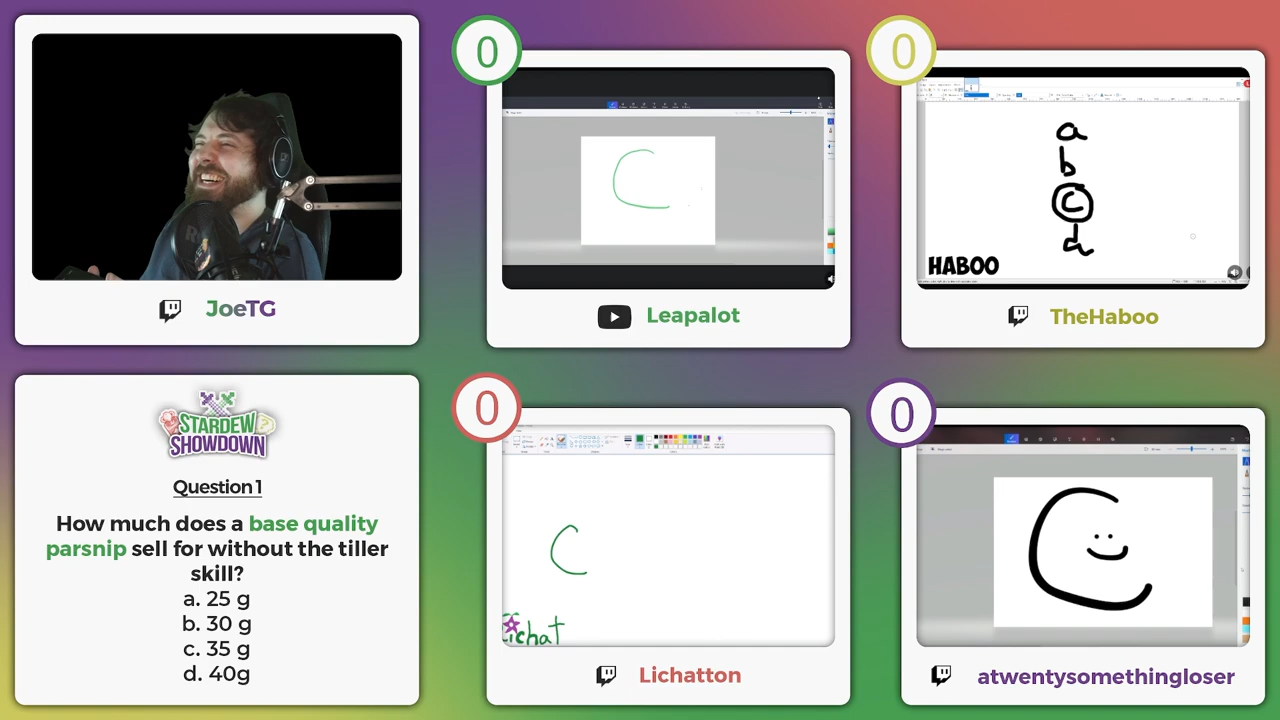 JoeTG
STARDEW
SHOWDOWN
Question 1
How much does a base quality
parsnip sell for without the tiller
skill?
a. 25 g
b. 30 g
c. 35 g
d. 40g
0
C
Leapalot
0
a
b
c
d
HABOO
TheHaboo
0
C
Lichat
Lichatton
0
C
atwentysomethingloser